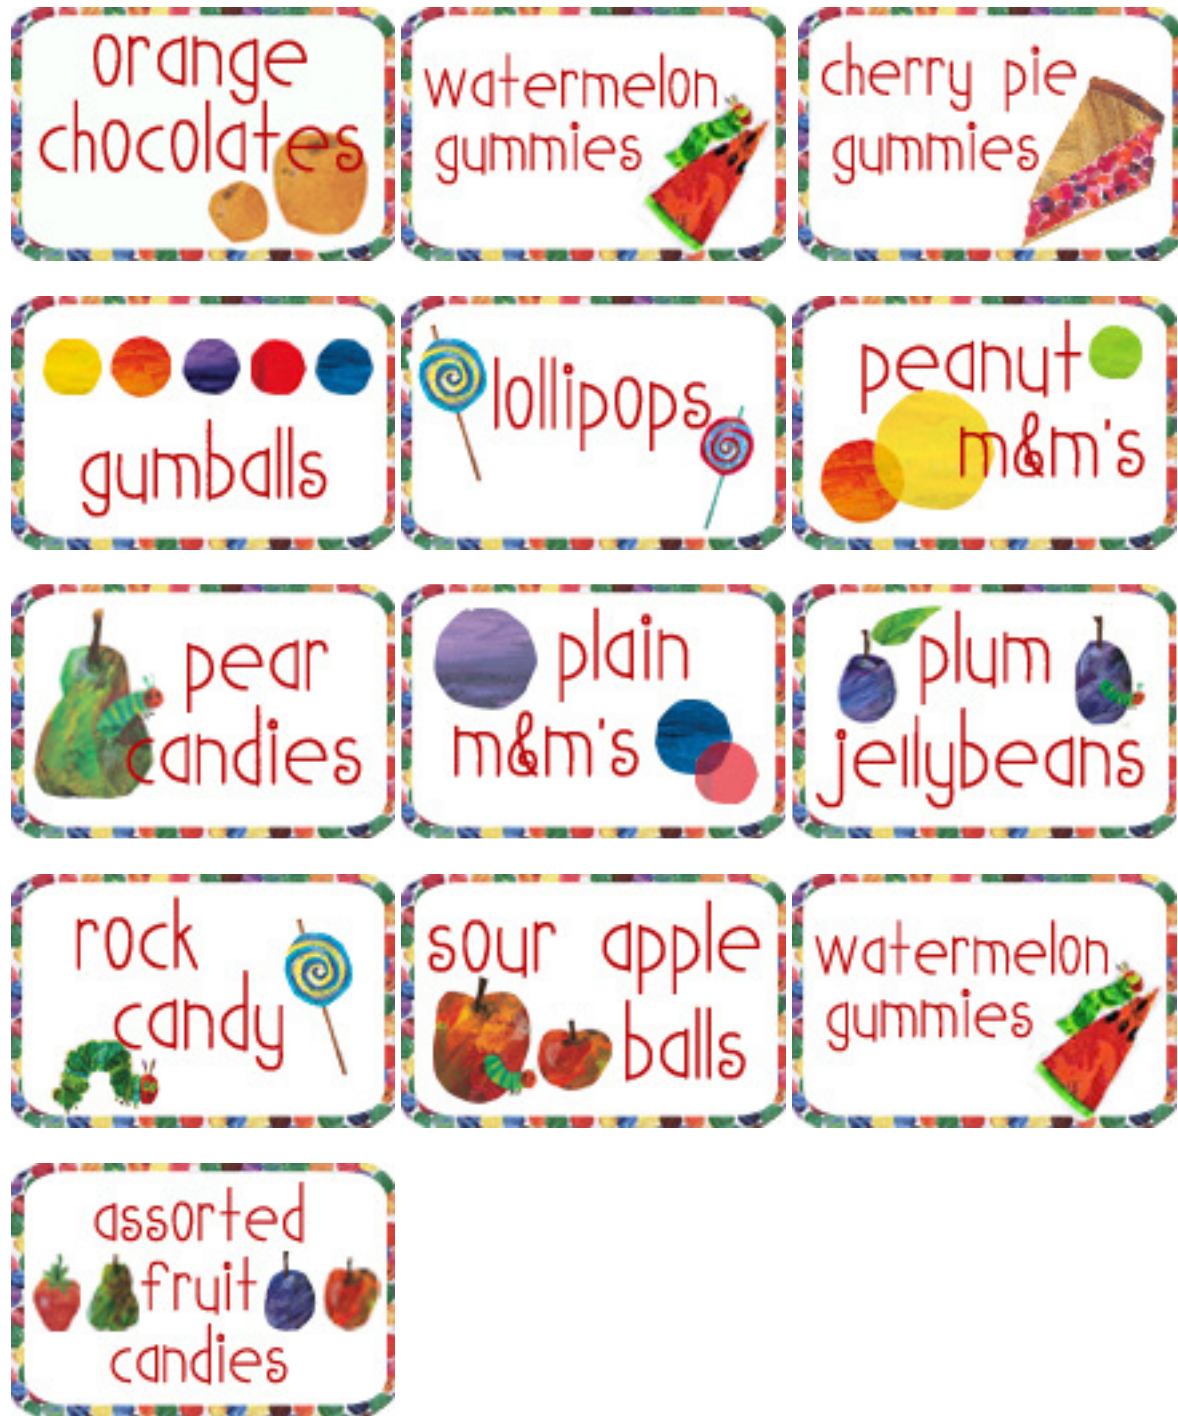 orange
chocolates
watermelon
gummies
cherry pie
gummies
gumballs
lollipops
peanut
m&m's
pear
candies
plain
m&m's
plum
jellybeans
rock
candy
sour apple
balls
watermelon
gummies
assorted
fruit
candies